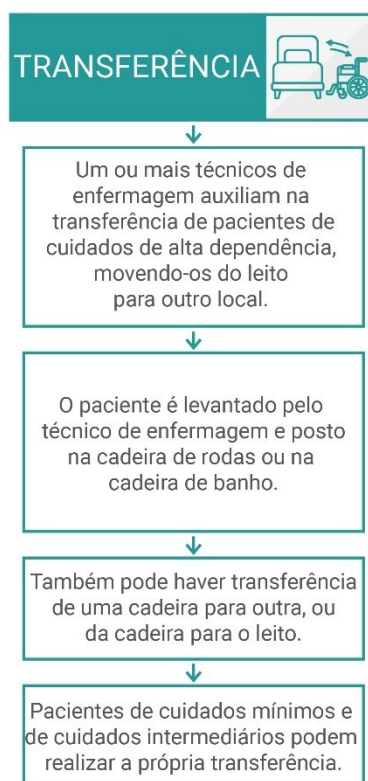 TRANSFERÊNCIA
Um ou mais técnicos de
enfermagem auxiliam na
transferência de pacientes de
cuidados de alta dependência,
movendo-os do leito
para outro local.
O paciente é levantado pelo
técnico de enfermagem e posto
na cadeira de rodas ou na
cadeira de banho.
Também pode haver transferência
de uma cadeira para outra, ou
da cadeira para o leito.
Pacientes de cuidados mínimos e
de cuidados intermediários podem
realizar a própria transferência.